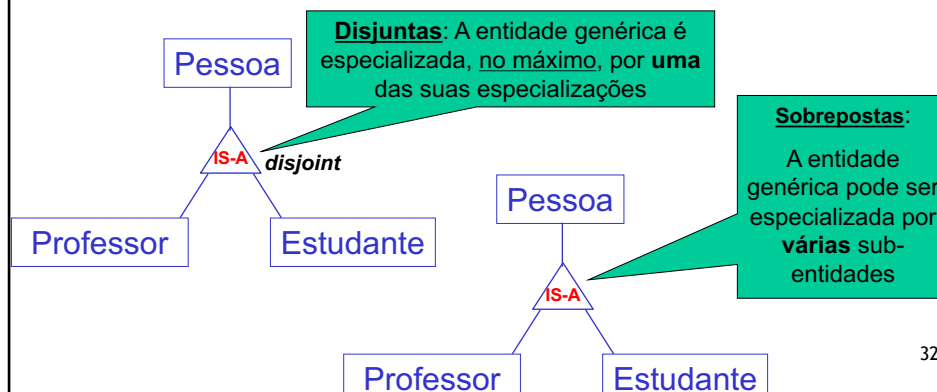 Disjuntas: A entidade genérica é
especializada, no máximo, por uma
das suas especializações
Pessoa
IS-A disjoint
Professor
Estudante
Sobrepostas:
A entidade
genérica pode ser
especializada por
várias sub-
entidades
Pessoa
IS-A
Professor
Estudante
32